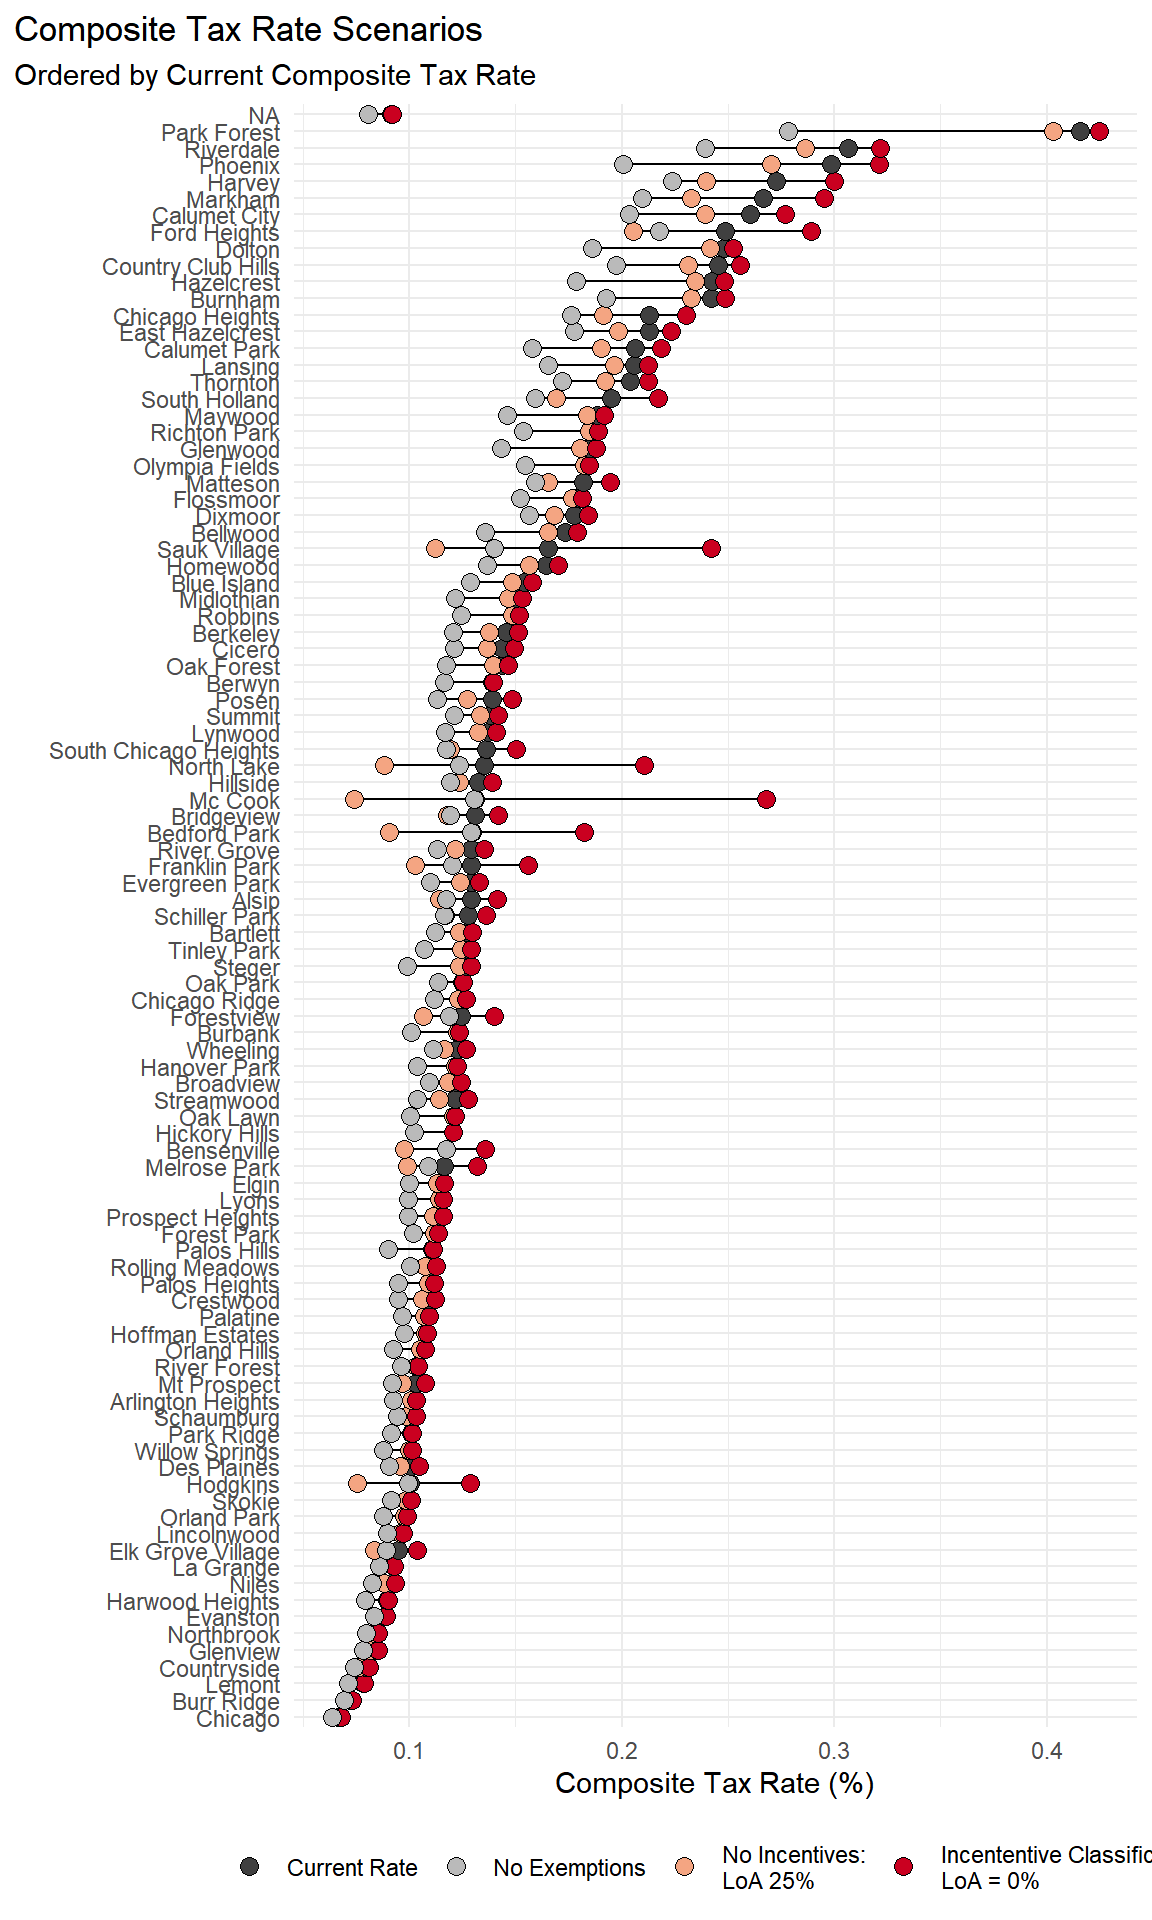 Composite Tax Rate Scenarios
Ordered by Current Composite Tax Rate
NA
Park Forest
Riverdale
Phoenix
Harvey
Markham
Calumet City
Ford Heights
Dolton
Country Club Hills
Hazelcrest
Burnham
Chicago Heights
East Hazelcrest
Calumet Park
Lansing
Thornton
South Holland
Maywood
Richton Park
Glenwood
Olympia Fields
Matteson
Flossmoor
Dixmoor
Bellwood
Sauk Village
Homewood
Blue Island
Midlothian
Robbins
Berkeley
Cicero
Oak Forest
Berwyn
Posen
Summit
Lynwood
South Chicago Heights
North Lake
Hillside
Mc Cook
Bridgeview
Bedford Park
River Grove
Franklin Park
Evergreen Park
Alsip
Schiller Park
Bartlett
Tinley Park
Steger
Oak Park
Chicago Ridge
Forestview
Burbank
Wheeling
Hanover Park
Broadview
Streamwood
Oak Lawn
Hickory Hills
Bensenville
Melrose Park
Elgin
Lyons
Prospect Heights
Forest Park
Palos Hills
Rolling Meadows
Palos Heights
Crestwood
Palatine
Hoffman Estates
Orland Hills
River Forest
Mt Prospect
Arlington Heights
Schaumburg
Park Ridge
Willow Springs
Des Plaines
Hodgkins
Skokie
Orland Park
Lincolnwood
Elk Grove Village
La Grange
Niles
Harwood Heights
Evanston
Northbrook
Glenview
Countryside
Lemont
Burr Ridge
Chicago
0.1 0.2 0.3 0.4
Composite Tax Rate (%)
Current Rate
No Exemptions
No Incentives:
LoA 25%
Incententive Classific
LoA = 0%